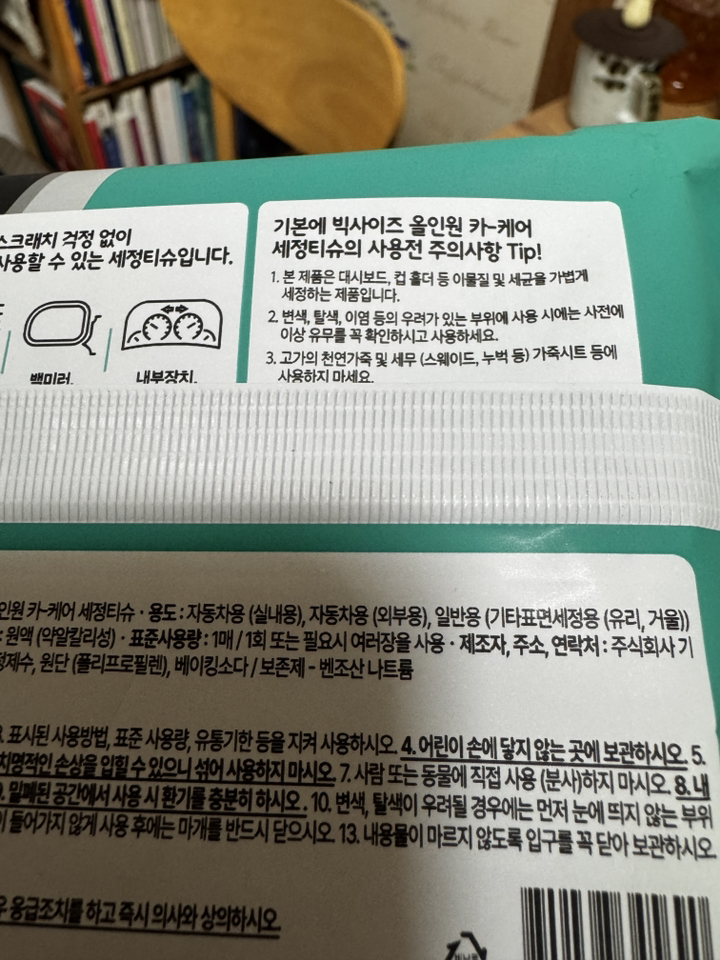 스크래치 걱정 없이
사용할 수 있는 세정티슈입니다.
백미러.
내부장치.
기본에 빅사이즈 올인원 카-케어
세정티슈의 사용전 주의사항 Tip!
1. 본 제품은 대시보드, 컵 홀더 등 이물질 및 세균을 가볍게
세정하는 제품입니다.
2. 변색, 탈색, 이염 등의 우려가 있는 부위에 사용 시에는 사전에
이상 유무를 꼭 확인하시고 사용하세요.
3. 고가의 천연가죽 및 세무 (스웨이드, 누벅 등) 가죽시트 등에
사용하지 마세요.
인원 카-케어 세정티슈 · 용도 : 자동차용 (실내용), 자동차용 (외부용), 일반용 (기타표면세정용 (유리, 거울))
: 원액 (약알칼리성) · 표준사용량 : 1매 / 1회 또는 필요시 여러장을 사용 · 제조자, 주소, 연락처 : 주식회사 기
정제수, 원단 (폴리프로필렌), 베이킹소다 / 보존제 - 벤조산 나트륨
3. 표시된 사용방법, 표준 사용량, 유통기한 등을 지켜 사용하시오. 4. 어린이 손에 닿지 않는 곳에 보관하시오. 5.
치명적인 손상을 입힐 수 있으니 섞어 사용하지 마시오. 7. 사람 또는 동물에 직접 사용 (분사)하지 마시오. 8. 내
9. 밀폐된 공간에서 사용 시 환기를 충분히 하시오. 10. 변색, 탈색이 우려될 경우에는 먼저 눈에 띄지 않는 부위
이 들어가지 않게 사용 후에는 마개를 반드시 닫으시오. 13. 내용물이 마르지 않도록 입구를 꼭 닫아 보관하시오.
우 응급조치를 하고 즉시 의사와 상의하시오.